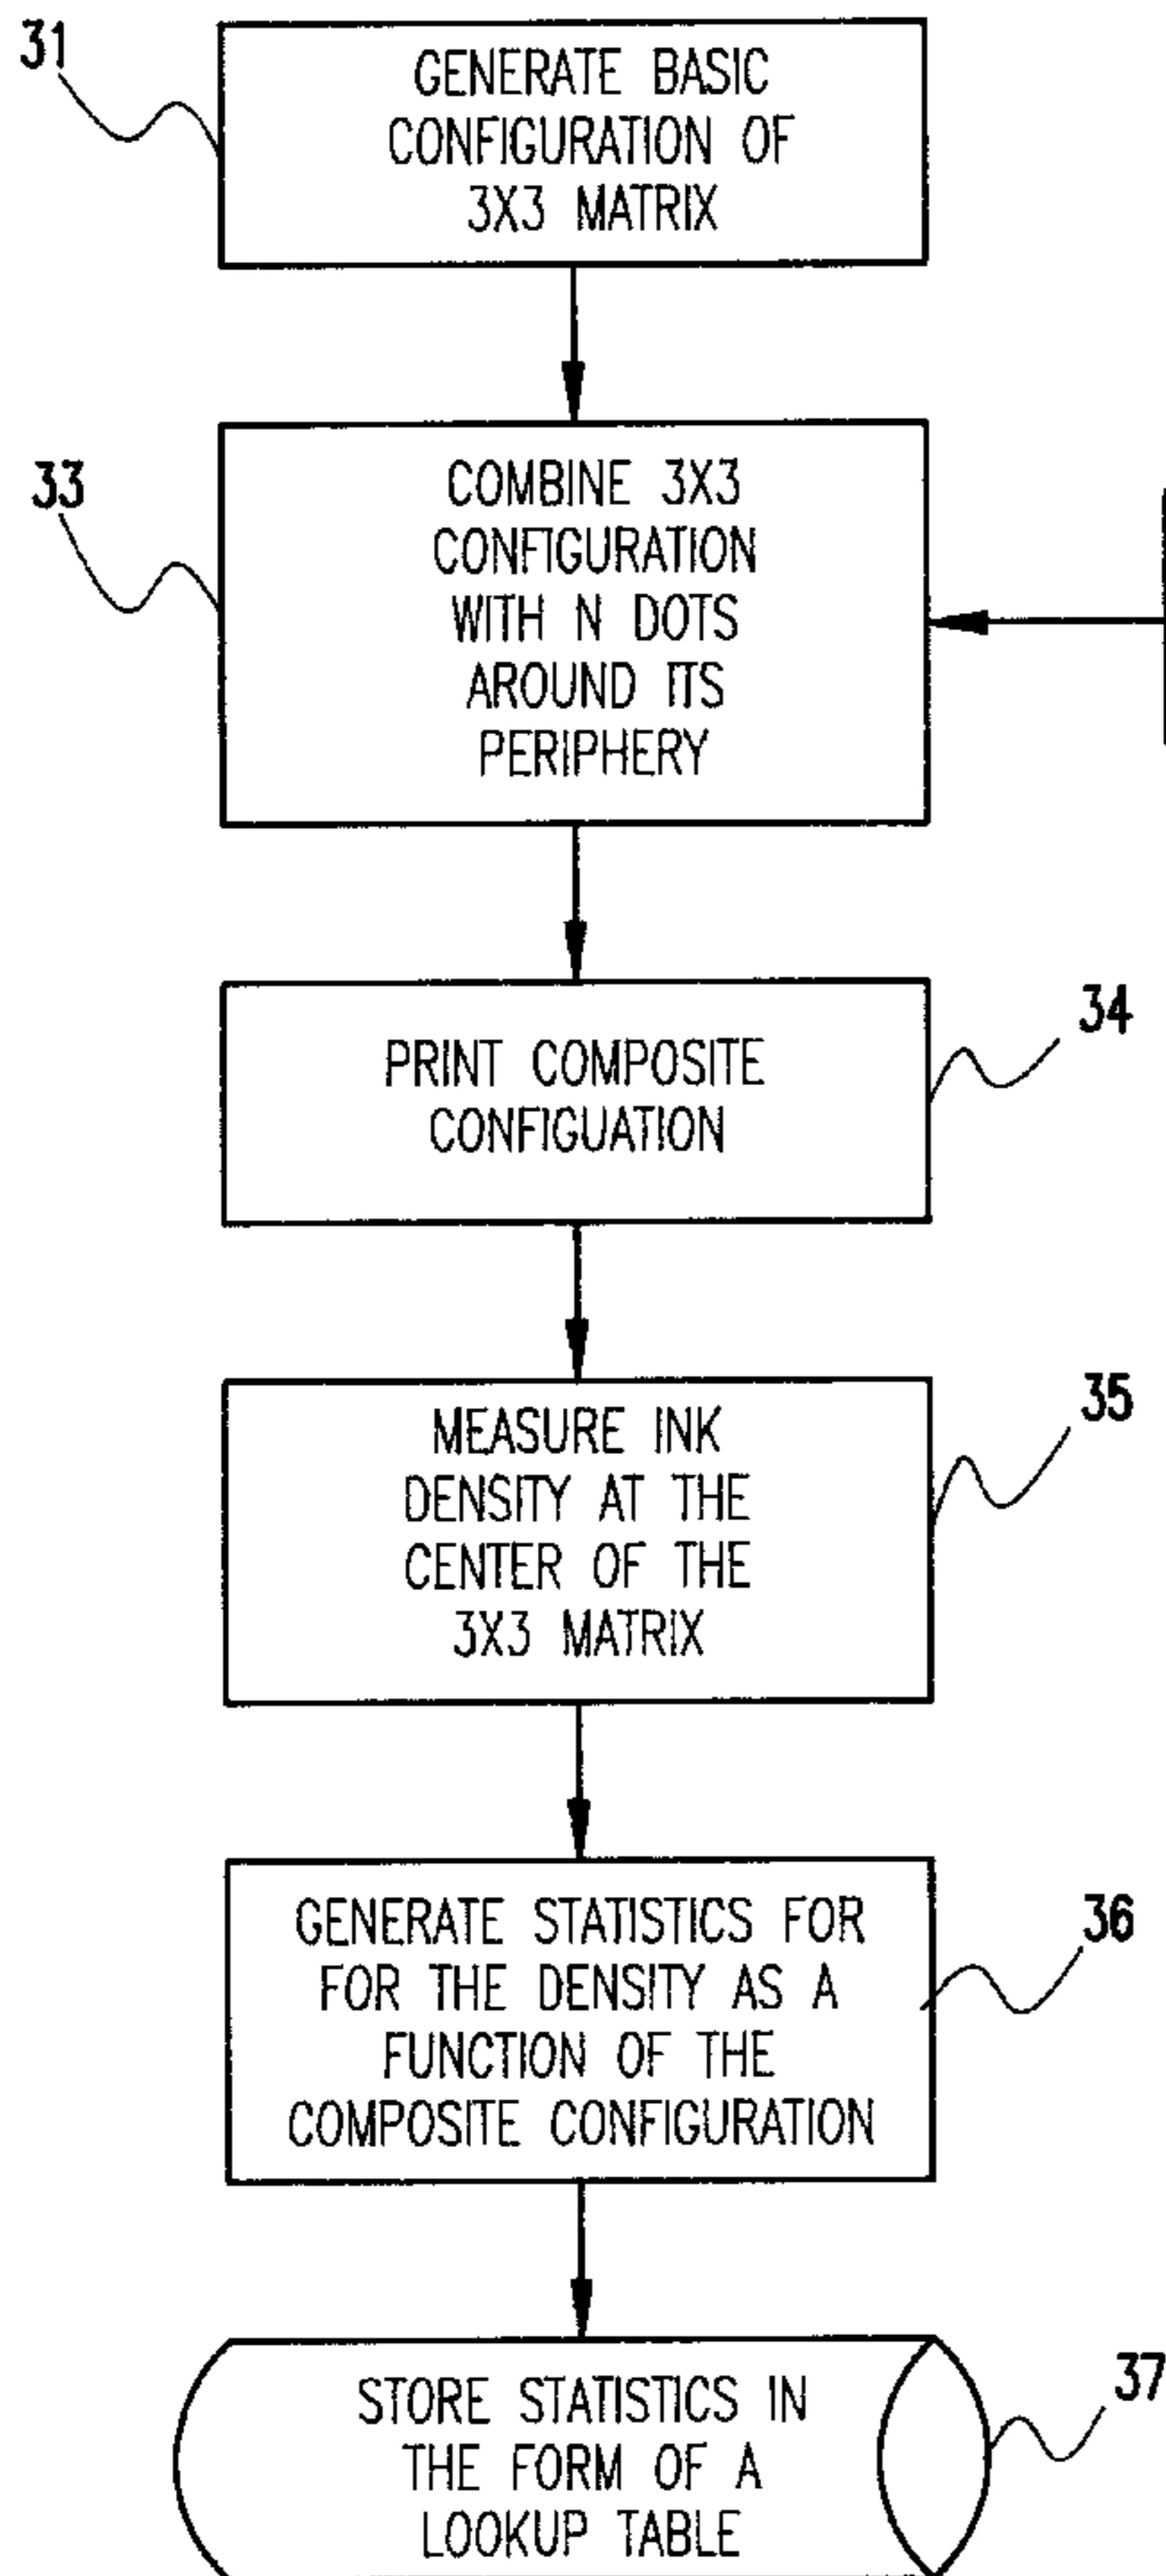 31
GENERATE BASIC
CONFIGURATION OF
3X3 MATRIX
33
COMBINE 3X3
CONFIGURATION
WITH N DOTS
AROUND ITS
PERIPHERY
34
PRINT COMPOSITE
CONFIGUATION
35
MEASURE INK
DENSITY AT THE
CENTER OF THE
3X3 MATRIX
36
GENERATE STATISTICS FOR
FOR THE DENSITY AS A
FUNCTION OF THE
COMPOSITE CONFIGURATION
37
STORE STATISTICS IN
THE FORM OF A
LOOKUP TABLE